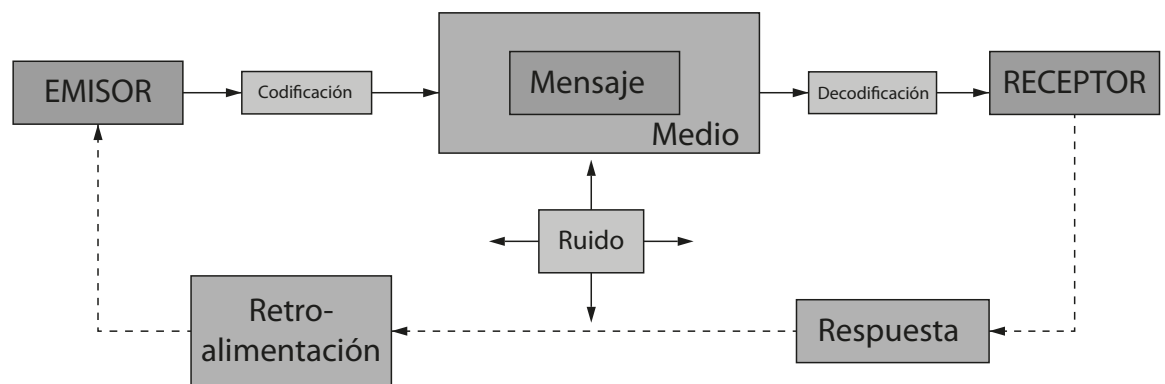 EMISOR
Codificación
Mensaje
Medio
Decodificación
RECEPTOR
Ruido
Retro-
alimentación
Respuesta